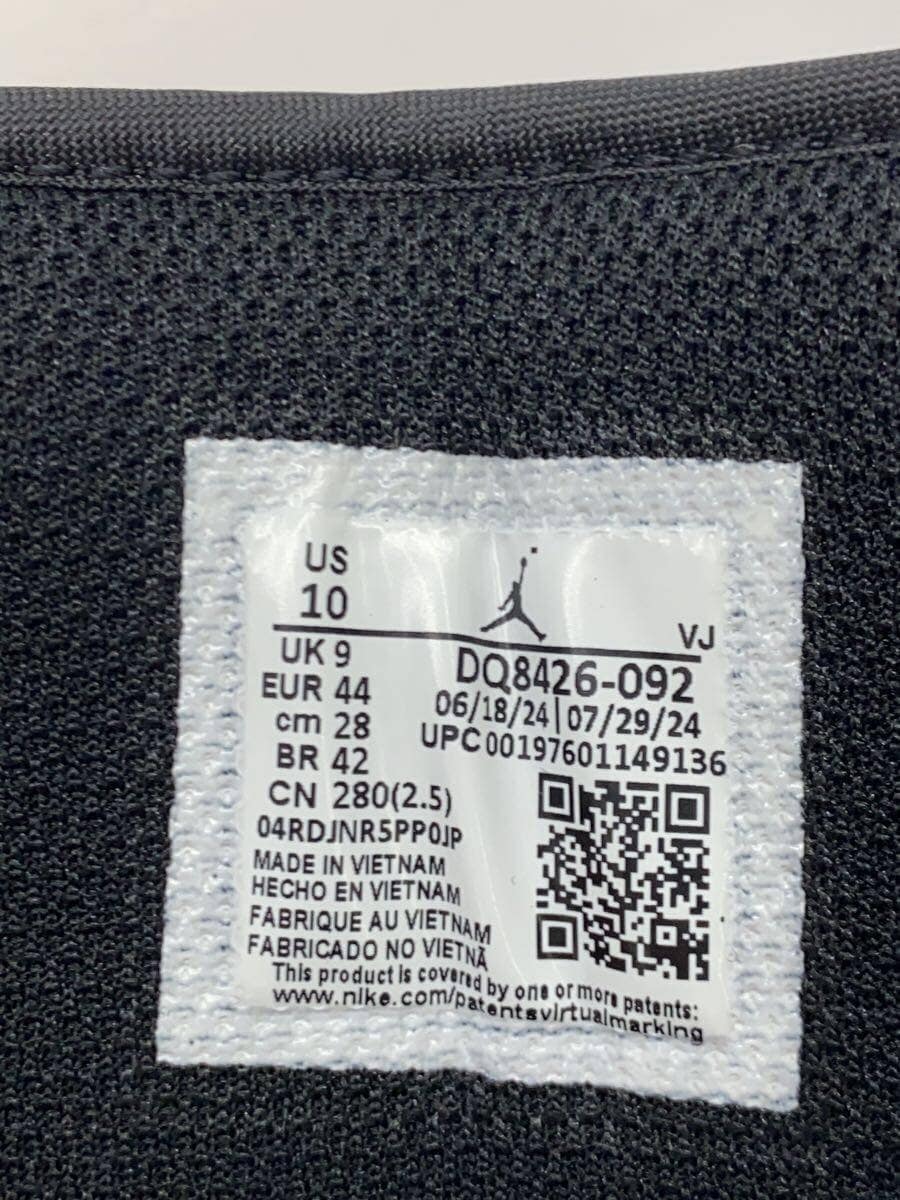 US
10
VJ
UK 9
EUR 44
cm 28
BR 42
CN 280(2.5)
DQ8426-092
06/18/24|07/29/24
UPC00197601149136
04RDJNR5PP0JP
MADE IN VIETNAM
HECHO EN VIETNAM
FABRIQUE AU VIETNAM
FABRICADO NO VIETNÃ
This product is covered by one or more patents:
www.nike.com/patentsvirtualmarking